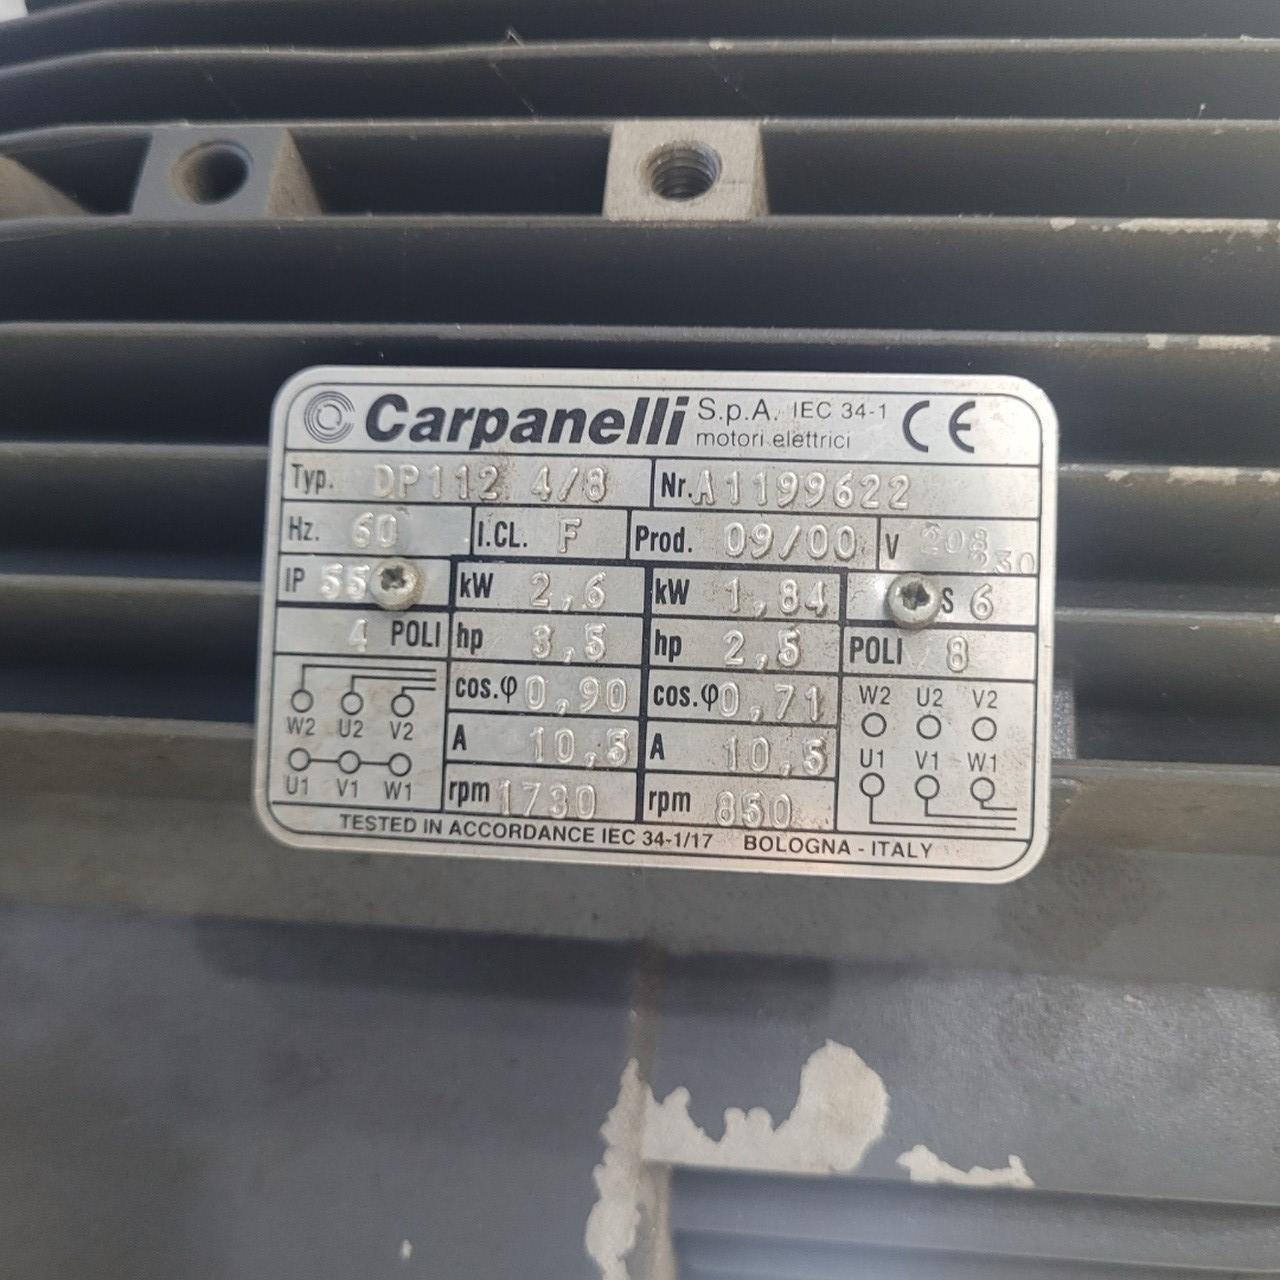 Carpanelli S.p.A. IEC 34-1 CE
motori elettrici
Typ. DP112 4/8 Nr. A1199622
Hz. 60 I.CL. F Prod. 09/00 V 208
230
IP 55 kW 2,6 kW 1,84 S 6
4 POLI hp 3,5 hp 2,5 POLI 8
cos.φ 0,90 cos.φ 0,71
W2 U2 V2 W2 U2 V2
A 10,5 A 10,5
U1 V1 W1 U1 V1 W1
rpm 1730 rpm 850
TESTED IN ACCORDANCE IEC 34-1/17 BOLOGNA - ITALY